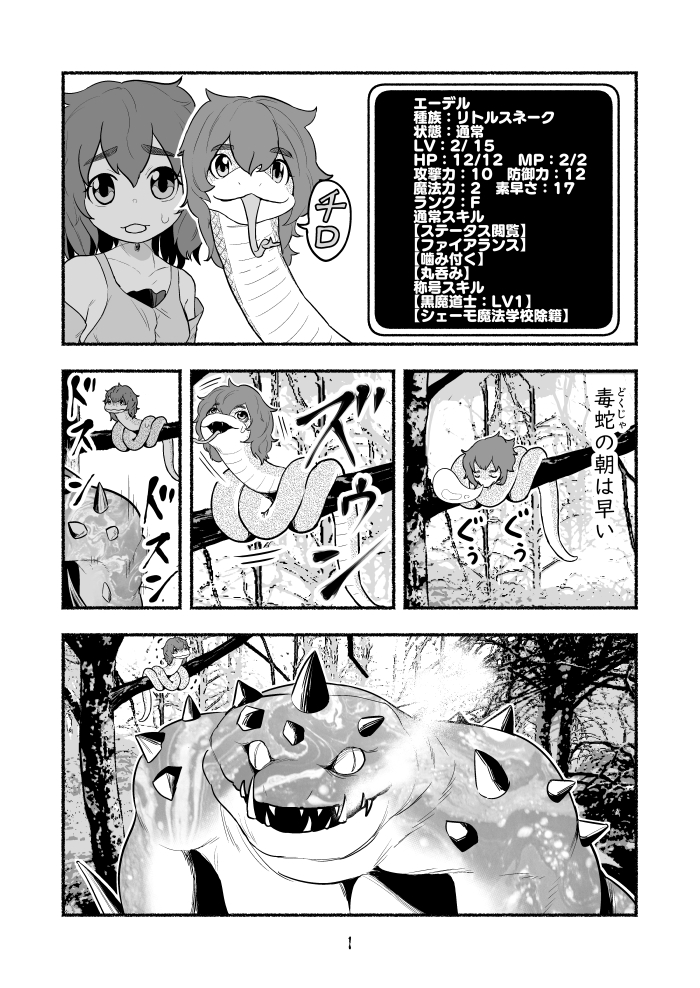 エーデル
種族：リトルスネーク
状態：通常
LV：2/ 15
HP：12/12　MP：2/2
攻撃力：10　防御力：12
魔法力：2　素早さ：17
ランク：F
通常スキル
【ステータス閲覧】
【ファイアランス】
【噛み付く】
【丸呑み】
称号スキル
【黒魔道士：LV1】
【シェーモ魔法学校除籍】
チロ
毒蛇の朝は早い
どくじゃ
ぐぅ
ぐぅ
ズゥウン
ドスン
ドスン
1